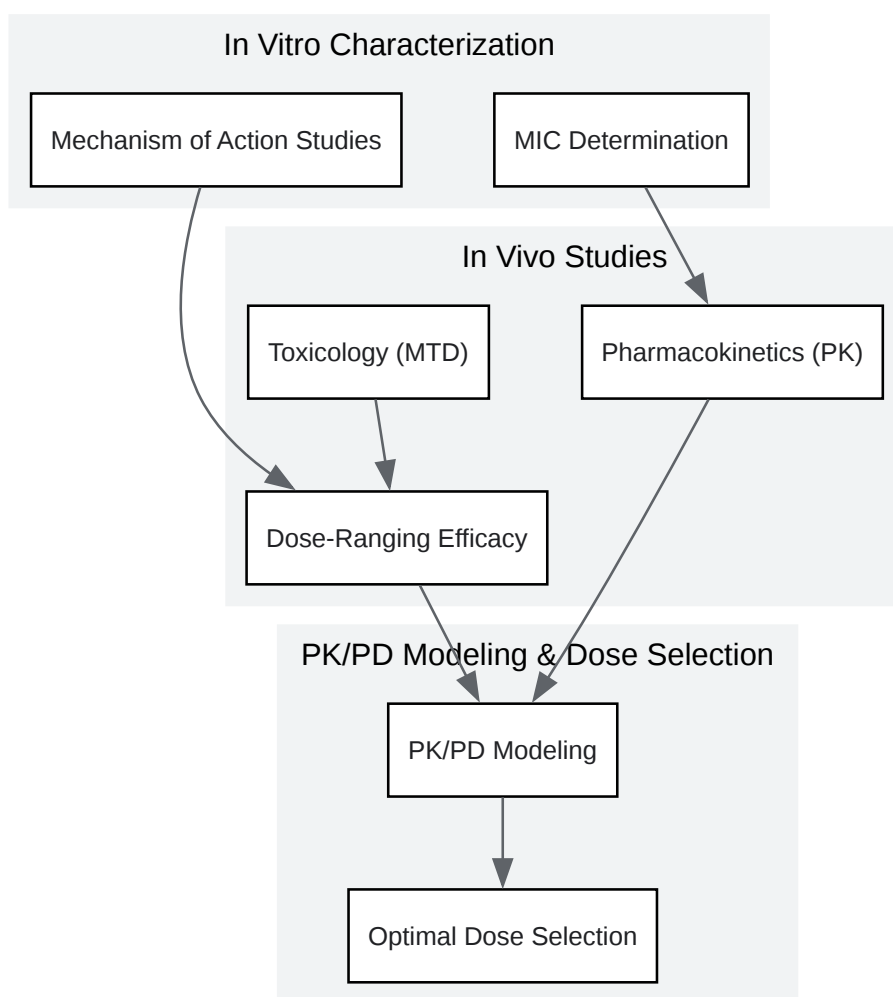 In Vitro Characterization
Mechanism of Action Studies
MIC Determination
In Vivo Studies
Toxicology (MTD)
Pharmacokinetics (PK)
Dose-Ranging Efficacy
PK/PD Modeling & Dose Selection
PK/PD Modeling
Optimal Dose Selection